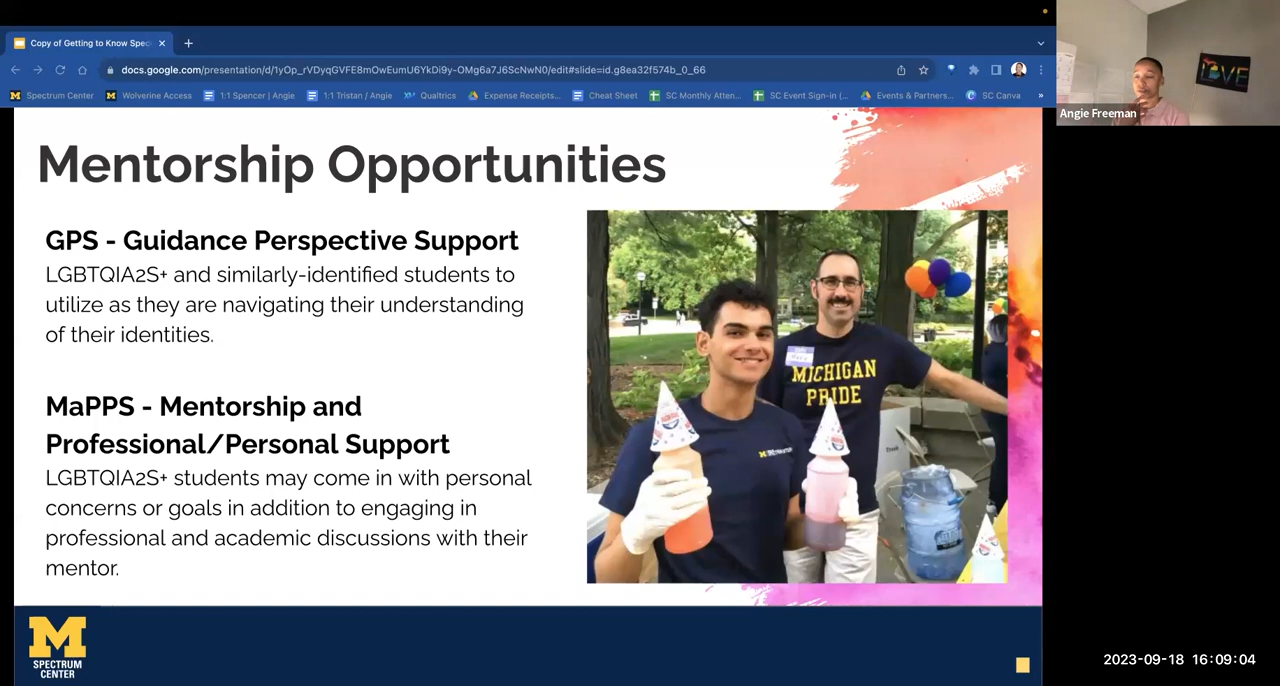 Copy of Getting to Know Spec
docs.google.com/presentation/d/1yOp_rVDyqGVFE8mOwEumU6YkDi9y-OMg6a7J6ScNwN0/edit#slide=id.g8ea32f574b_0_66
Spectrum Center
Wolverine Access
1:1 Spencer | Angie
1:1 Tristan / Angie
Qualtrics
Expense Receipts...
Cheat Sheet
SC Monthly Atten...
SC Event Sign-in (...
Events & Partners...
SC Canva
»
LOVE
Angie Freeman
Mentorship Opportunities
GPS - Guidance Perspective Support
LGBTQIA2S+ and similarly-identified students to
utilize as they are navigating their understanding
of their identities.
MaPPS - Mentorship and
Professional/Personal Support
LGBTQIA2S+ students may come in with personal
concerns or goals in addition to engaging in
professional and academic discussions with their
mentor.
MICHIGAN
PRIDE
M
SPECTRUM
CENTER
2023-09-18 16:09:04